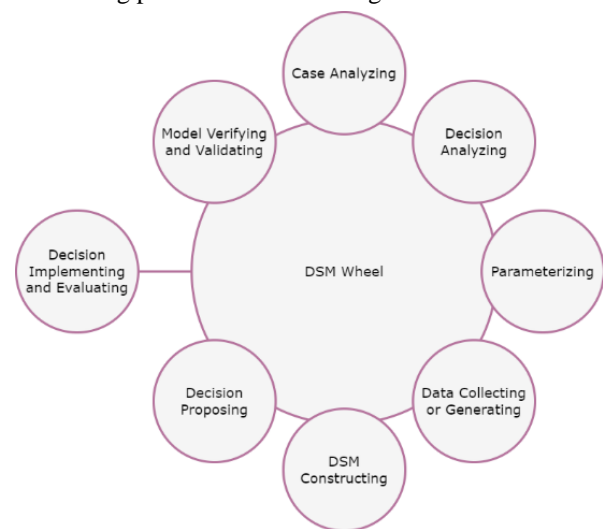 Case Analyzing
Model Verifying
and Validating
Decision
Analyzing
Decision
Implementing
and Evaluating
DSM Wheel
Parameterizing
Decision
Proposing
Data Collecting
or Generating
DSM
Constructing